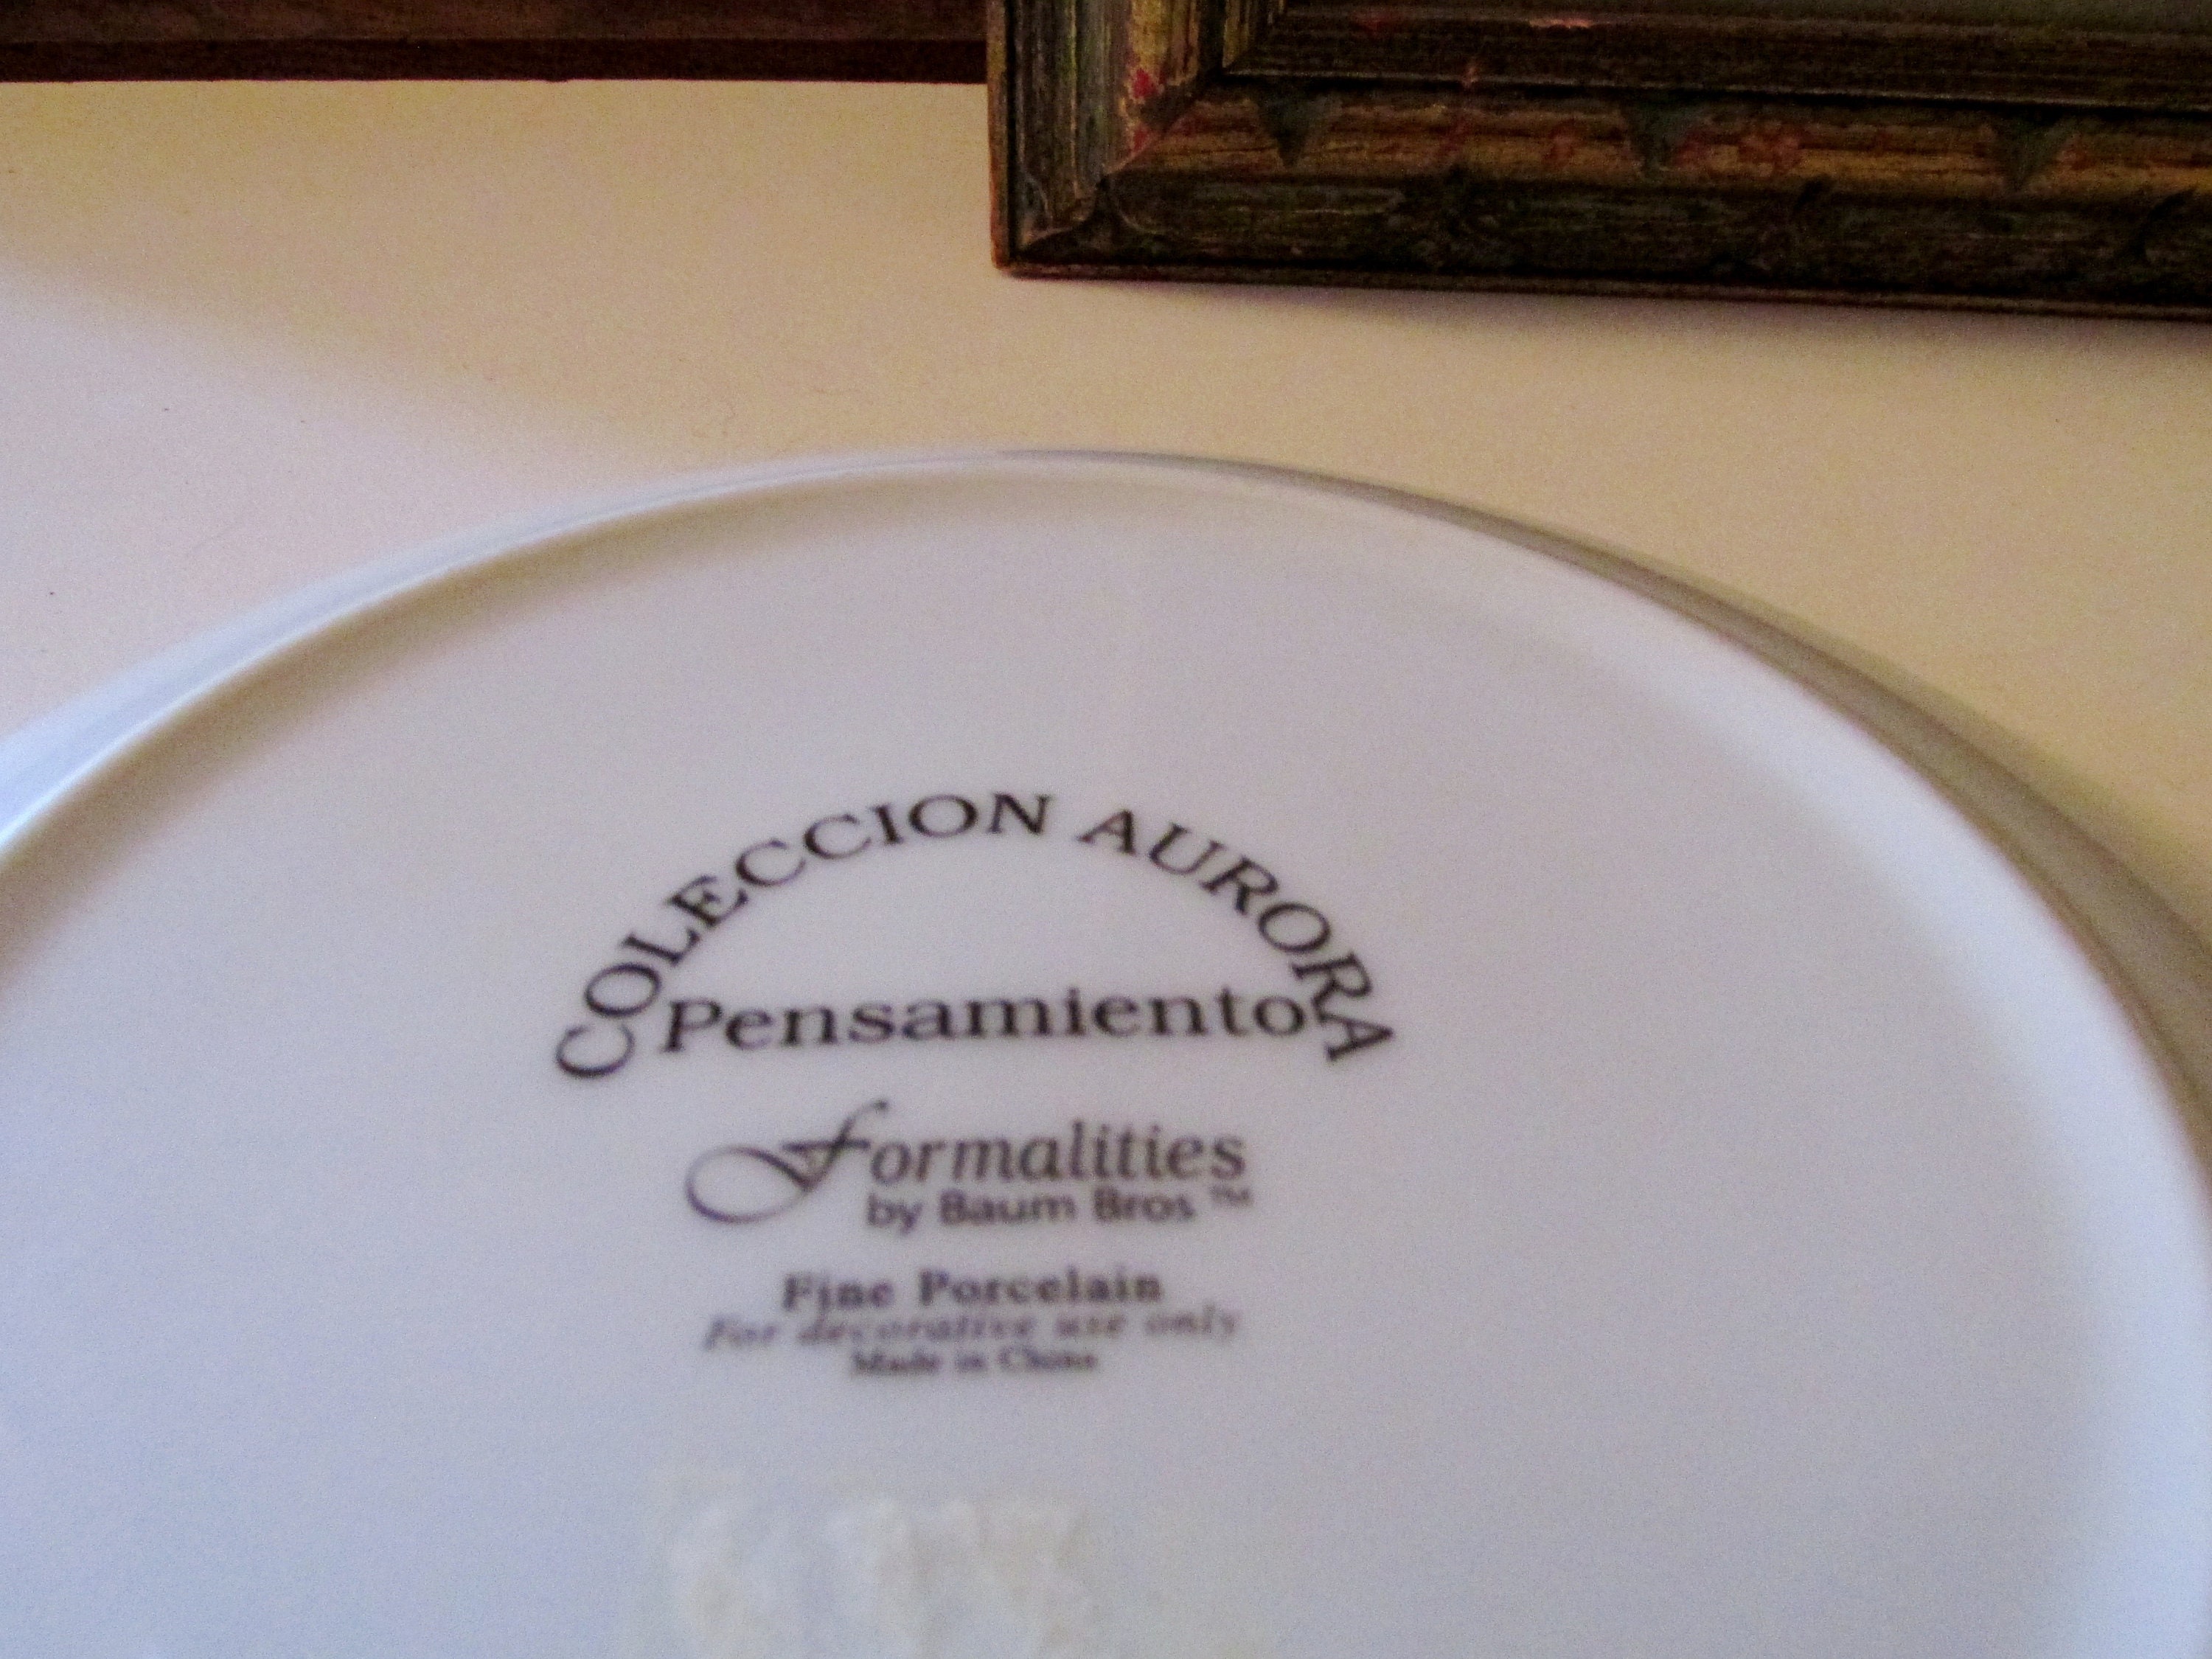 COLECCION AURORA
Pensamiento
Formalities
by Baum Bros ™
Fine Porcelain
For decorative use only
Made in China